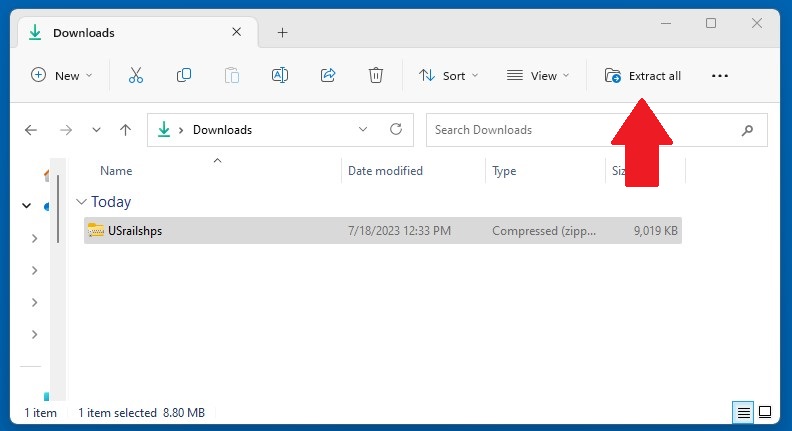 Downloads
New Sort View Extract all
Downloads Search Downloads
Name Date modified Type
Today
USrailshps 7/18/2023 12:33 PM Compressed (zipp... 9,019 KB
1 item 1 item selected 8.80 MB